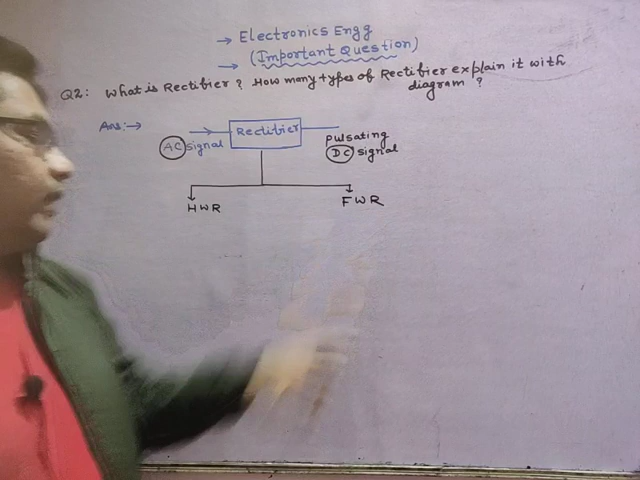 → Electronics Engg
→ (Important Question)
Q2: What is Rectifier? How many types of Rectifier explain it with
diagram?
Ans:→
Rectifier
AC signal
Pulsating
DC signal
HWR
FWR